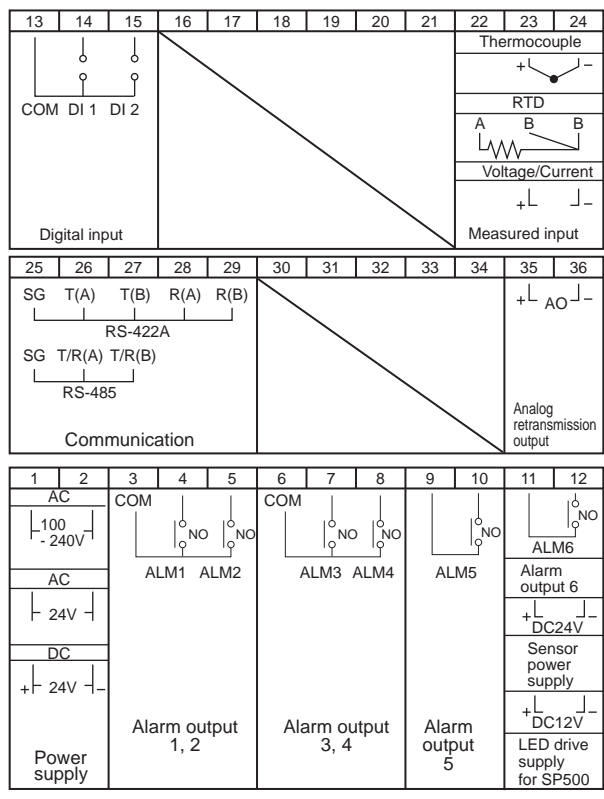 13 14 15 16 17 18 19 20 21 22 23 24
COM DI 1 DI 2
Digital input
Thermocouple
+ −
RTD
A B B
Voltage/Current
+ −
Measured input
25 26 27 28 29 30 31 32 33 34 35 36
SG T(A) T(B) R(A) R(B)
RS-422A
SG T/R(A) T/R(B)
RS-485
Communication
+ AO −
Analog
retransmission
output
1 2 3 4 5 6 7 8 9 10 11 12
AC
100
- 240V
AC
24V
DC
+ 24V −
Power
supply
COM
NO NO
ALM1 ALM2
Alarm output
1, 2
COM
NO NO
ALM3 ALM4
Alarm output
3, 4
NO
ALM5
Alarm
output
5
NO
ALM6
Alarm
output 6
+ −
DC24V
Sensor
power
supply
+ −
DC12V
LED drive
supply
for SP500